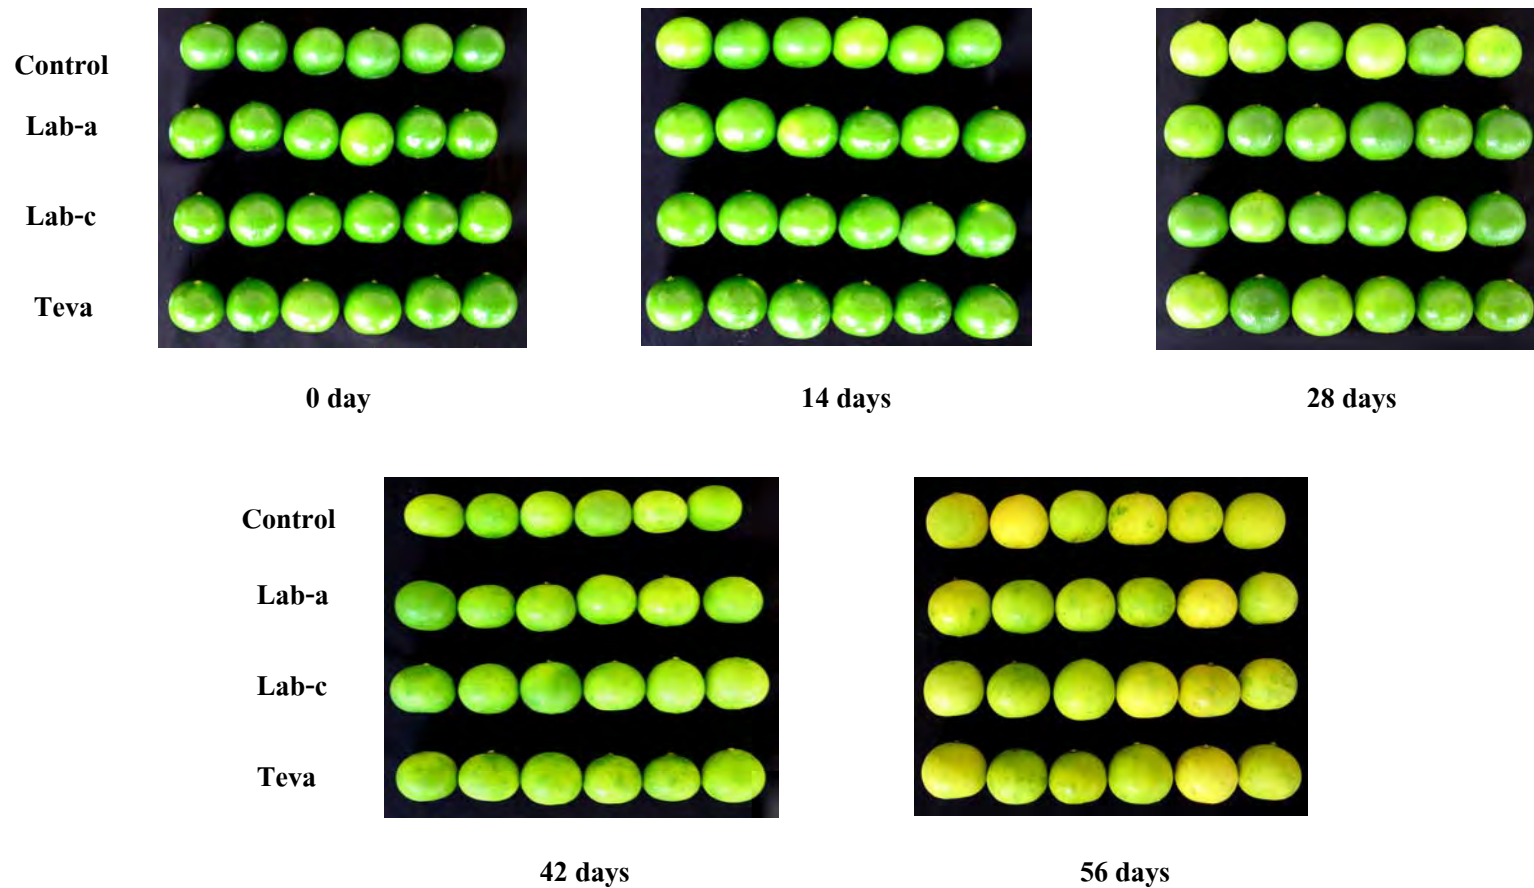 Control
Lab-a
Lab-c
Teva
0 day
14 days
28 days
Control
Lab-a
Lab-c
Teva
42 days
56 days